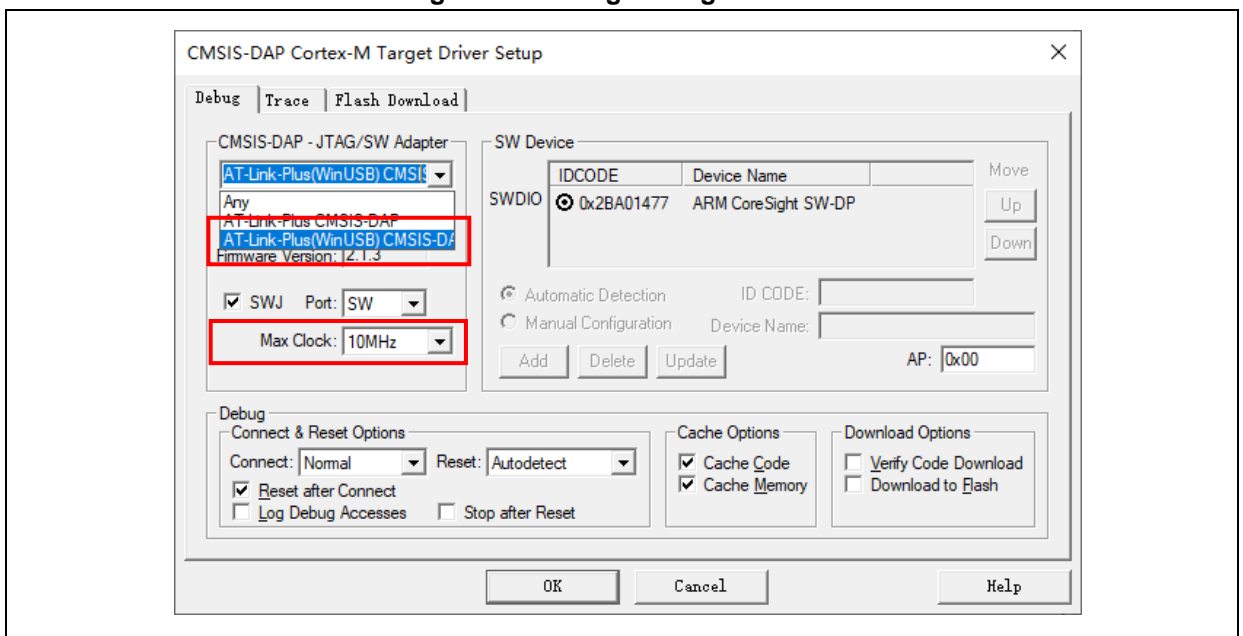 CMSIS-DAP Cortex-M Target Driver Setup
Debug Trace Flash Download
CMSIS-DAP - JTAG/SW Adapter
AT-Link-Plus(WinUSB) CMSIS
Any
AT-Link-Plus CMSIS-DAP
AT-Link-Plus(WinUSB) CMSIS-DA
Firmware Version: 2.1.3
SWJ Port: SW
Max Clock: 10MHz
SW Device
IDCODE Device Name
SWDIO 0x2BA01477 ARM CoreSight SW-DP
Move
Up
Down
Automatic Detection ID CODE:
Manual Configuration Device Name:
Add Delete Update AP: 0x00
Debug
Connect & Reset Options
Connect: Normal Reset: Autodetect
Reset after Connect
Log Debug Accesses Stop after Reset
Cache Options
Cache Code
Cache Memory
Download Options
Verify Code Download
Download to Flash
OK Cancel Help